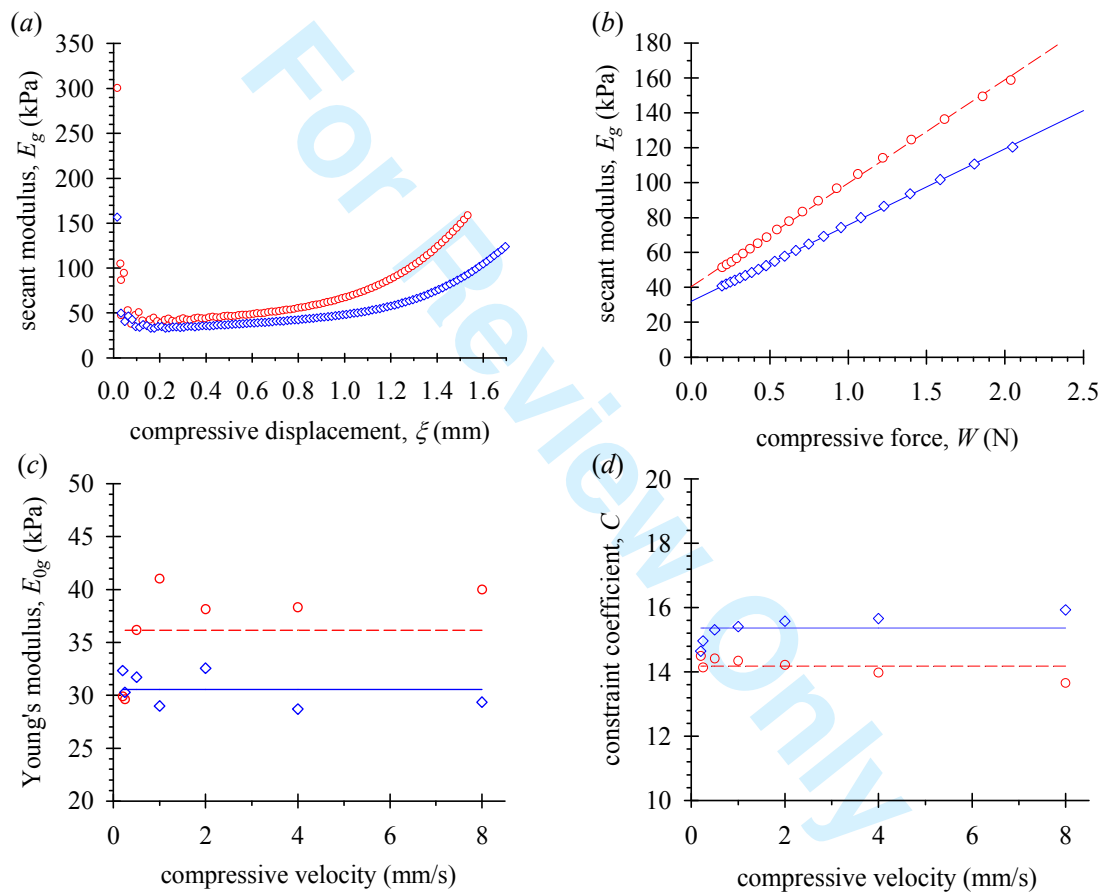 (a)
350
300
250
200
150
100
50
0
secant modulus, E_g (kPa)
0.0 0.2 0.4 0.6 0.8 1.0 1.2 1.4 1.6
compressive displacement, ξ (mm)
(b)
180
160
140
120
100
80
60
40
20
0
secant modulus, E_g (kPa)
0.0 0.5 1.0 1.5 2.0 2.5
compressive force, W (N)
(c)
50
45
40
35
30
25
20
Young's modulus, E_0g (kPa)
0 2 4 6 8
compressive velocity (mm/s)
(d)
20
18
16
14
12
10
constraint coefficient, C
0 2 4 6 8
compressive velocity (mm/s)
For Review Only